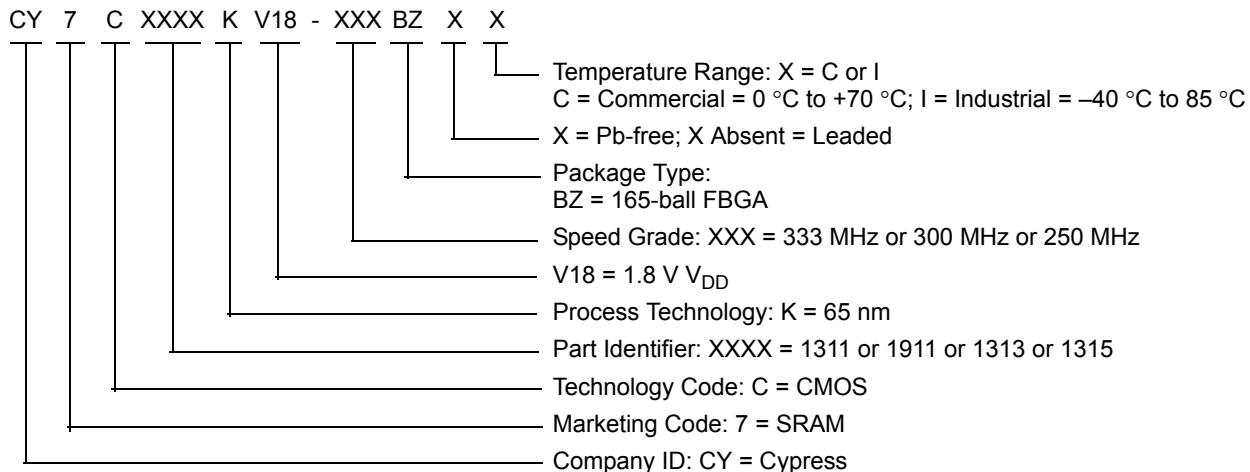 CY 7 C XXXX K V18 - XXX BZ X X
Temperature Range: X = C or I
C = Commercial = 0 °C to +70 °C; I = Industrial = –40 °C to 85 °C
X = Pb-free; X Absent = Leaded
Package Type:
BZ = 165-ball FBGA
Speed Grade: XXX = 333 MHz or 300 MHz or 250 MHz
V18 = 1.8 V VDD
Process Technology: K = 65 nm
Part Identifier: XXXX = 1311 or 1911 or 1313 or 1315
Technology Code: C = CMOS
Marketing Code: 7 = SRAM
Company ID: CY = Cypress